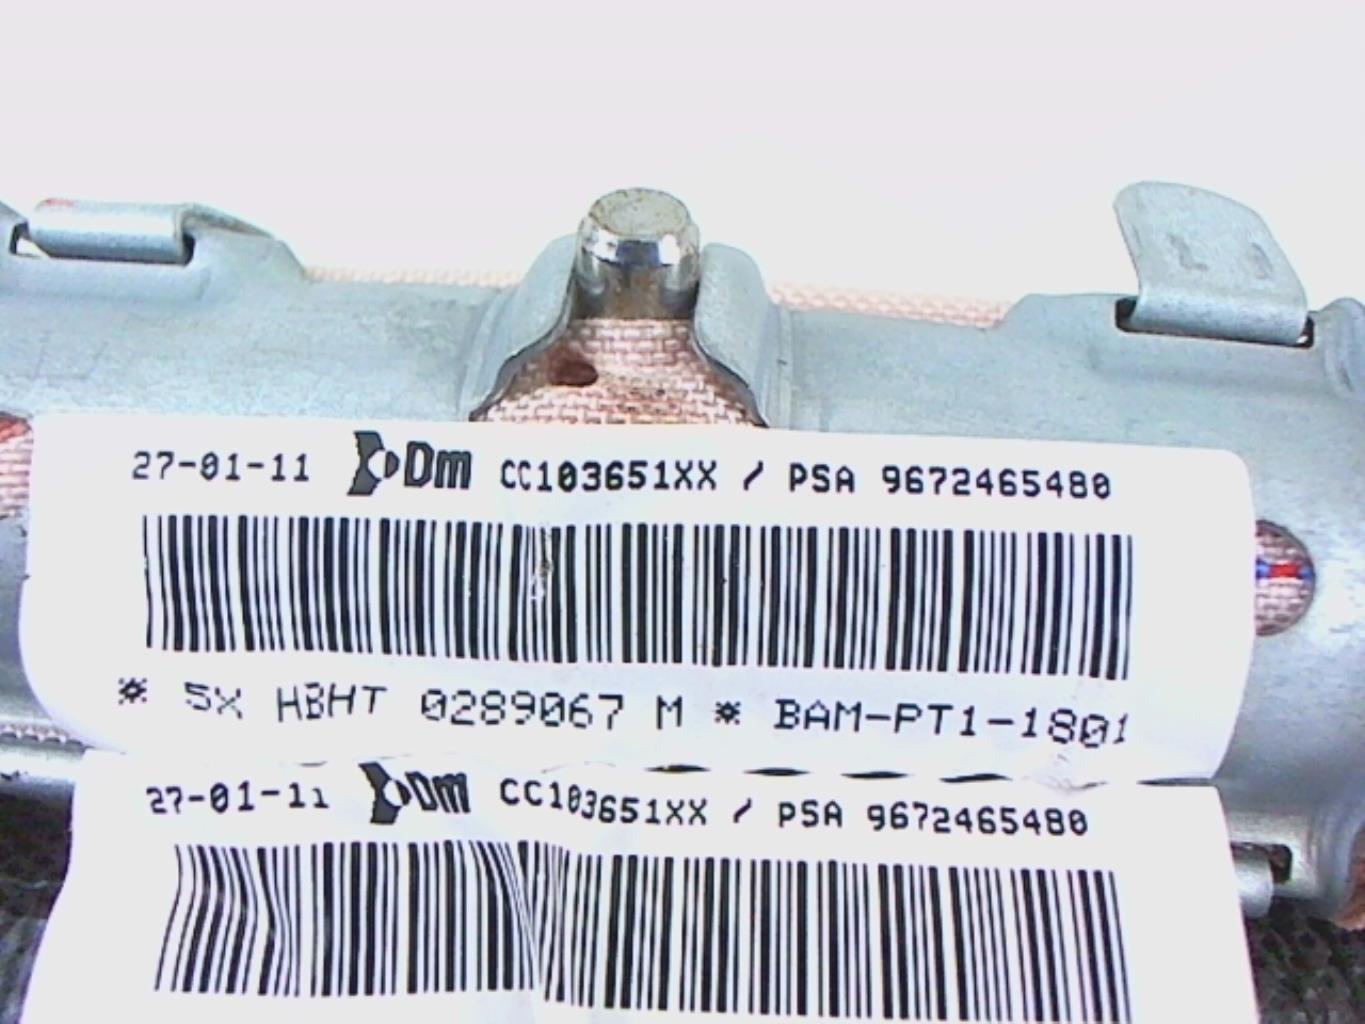 27-01-11 Dm CC103651XX / PSA 9672465480
* 5X HBHT 0289067 M * BAM-PT1-1801
27-01-11 Dm CC103651XX / PSA 9672465480